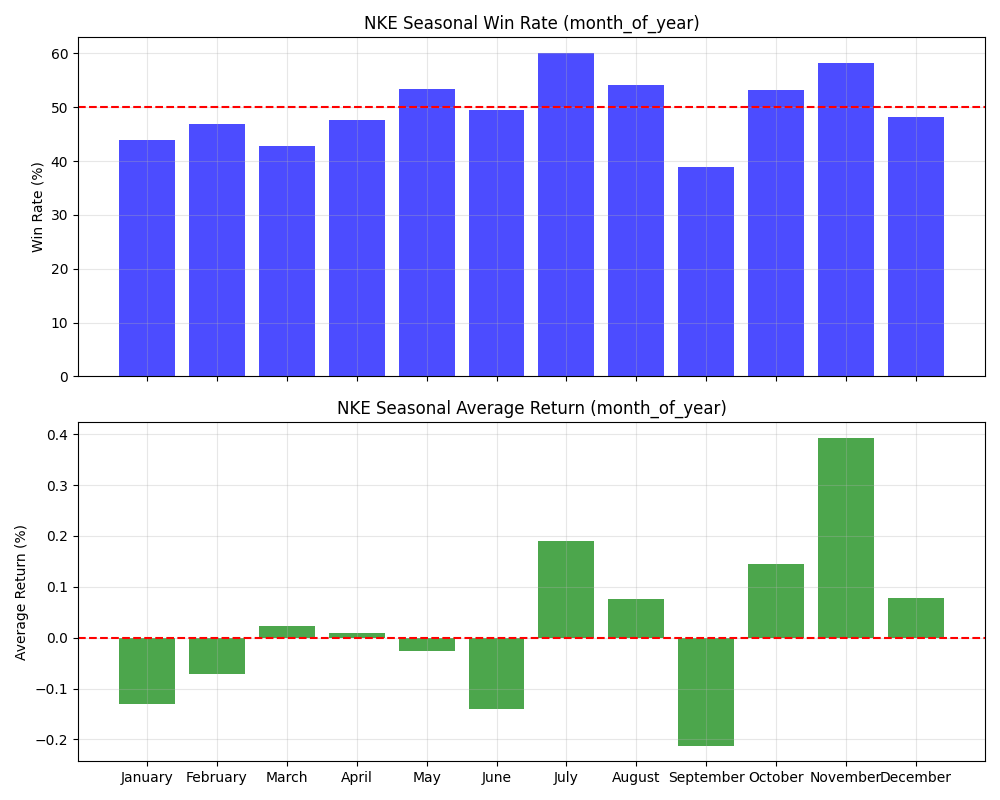 NKE Seasonal Win Rate (month_of_year)
60
50
40
30
20
10
0
Win Rate (%)
NKE Seasonal Average Return (month_of_year)
0.4
0.3
0.2
0.1
0.0
−0.1
−0.2
Average Return (%)
January February March April May June July August September October November December